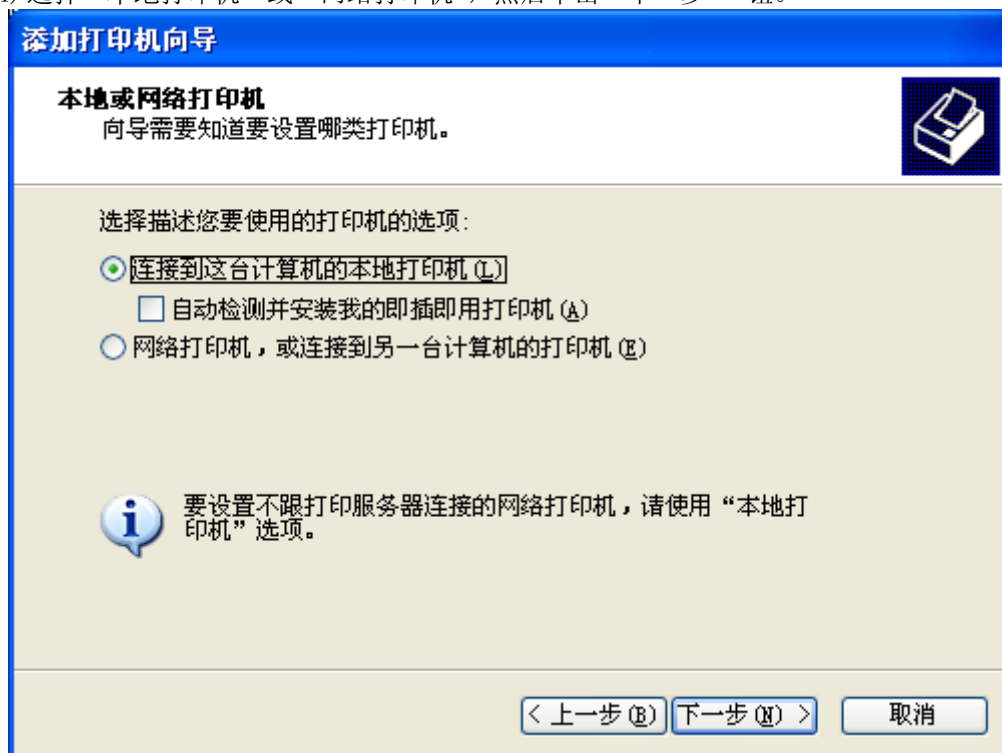 添加打印机向导
本地或网络打印机
向导需要知道要设置哪类打印机。
选择描述您要使用的打印机的选项:
连接到这台计算机的本地打印机(L)
自动检测并安装我的即插即用打印机(A)
网络打印机，或连接到另一台计算机的打印机(E)
要设置不跟打印服务器连接的网络打印机，请使用“本地打
印机”选项。
< 上一步(B) 下一步(N) > 取消